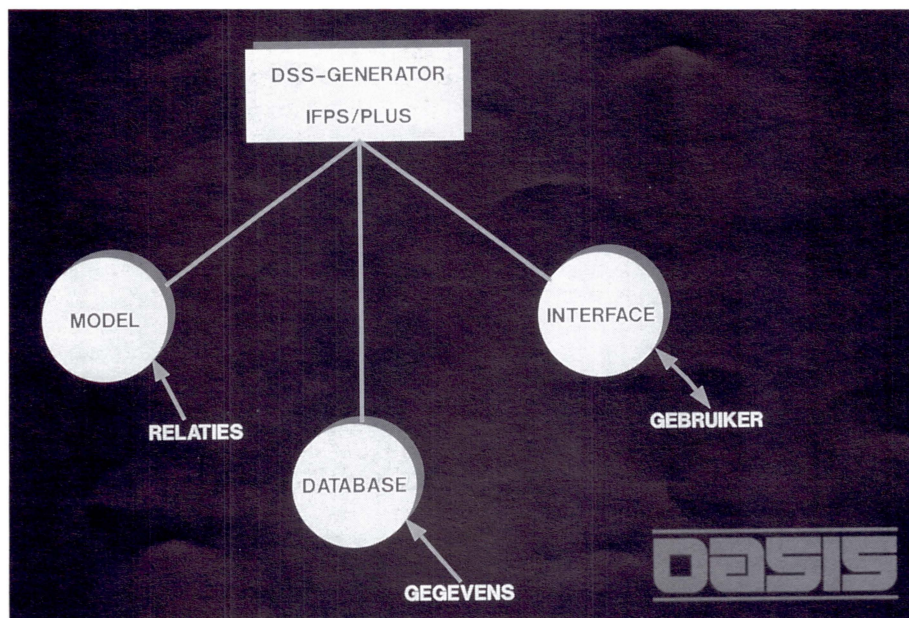 DSS-GENERATOR
IFPS/PLUS
MODEL
INTERFACE
RELATIES
GEBRUIKER
DATABASE
GEGEVENS
OASIS